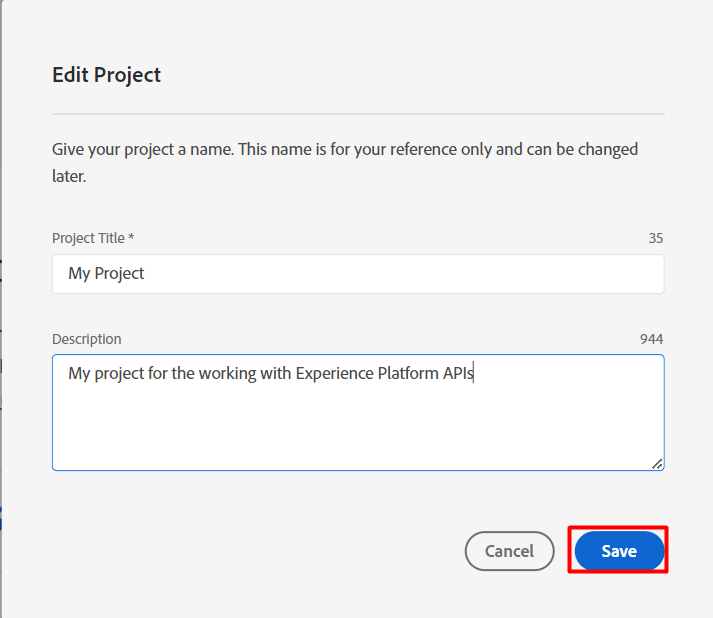 Edit Project
Give your project a name. This name is for your reference only and can be changed
later.
Project Title *
35
My Project
Description
944
My project for the working with Experience Platform APIs
Cancel
Save